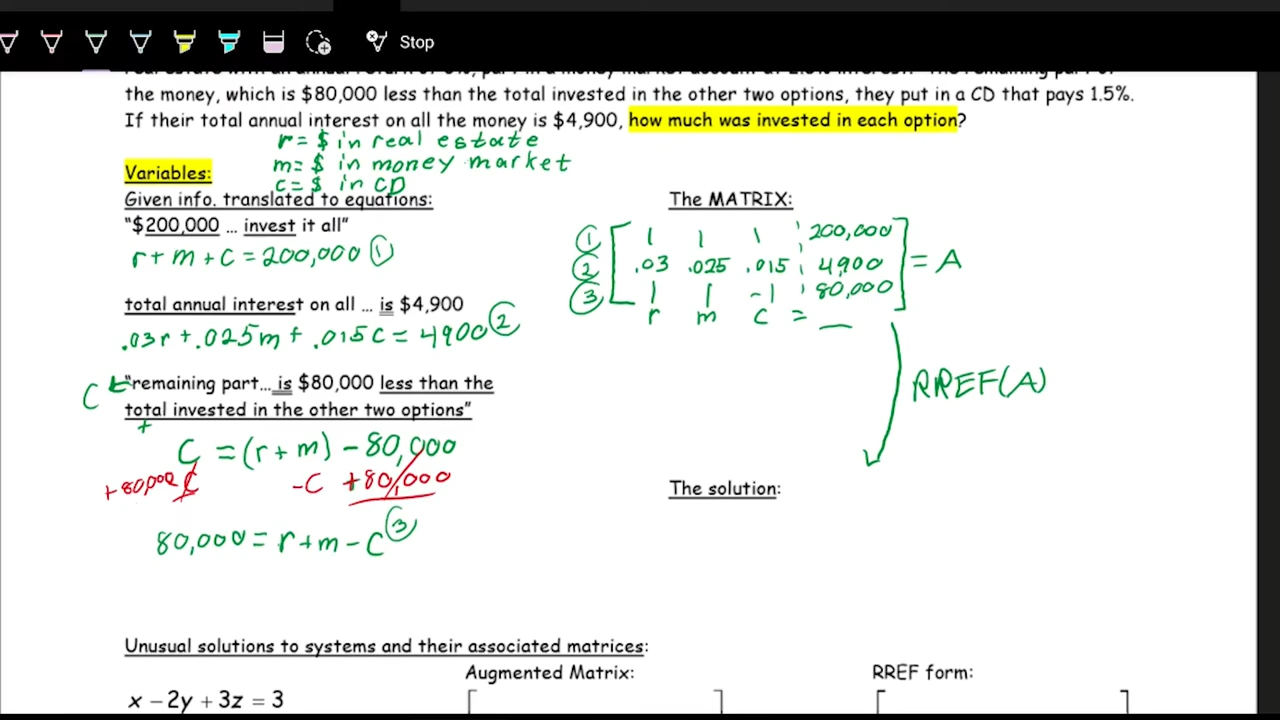 Stop
the money, which is $80,000 less than the total invested in the other two options, they put in a CD that pays 1.5%.
If their total annual interest on all the money is $4,900, how much was invested in each option?
r = $ in real estate
m = $ in money market
c = $ in CD
Variables:
Given info. translated to equations:
"$200,000 … invest it all"
r + m + c = 200,000 ①
total annual interest on all … is $4,900
.03r + .025m + .015c = 4900 ②
C
"remaining part… is $80,000 less than the
total invested in the other two options"
C = (r + m) - 80,000
+80,000 -C -C +80,000
80,000 = r + m - C ③
The MATRIX:
① 1 1 1 200,000
② .03 .025 .015 4900 = A
③ 1 1 -1 80,000
r m c =
RREF(A)
The solution:
Unusual solutions to systems and their associated matrices:
Augmented Matrix: RREF form:
x - 2y + 3z = 3